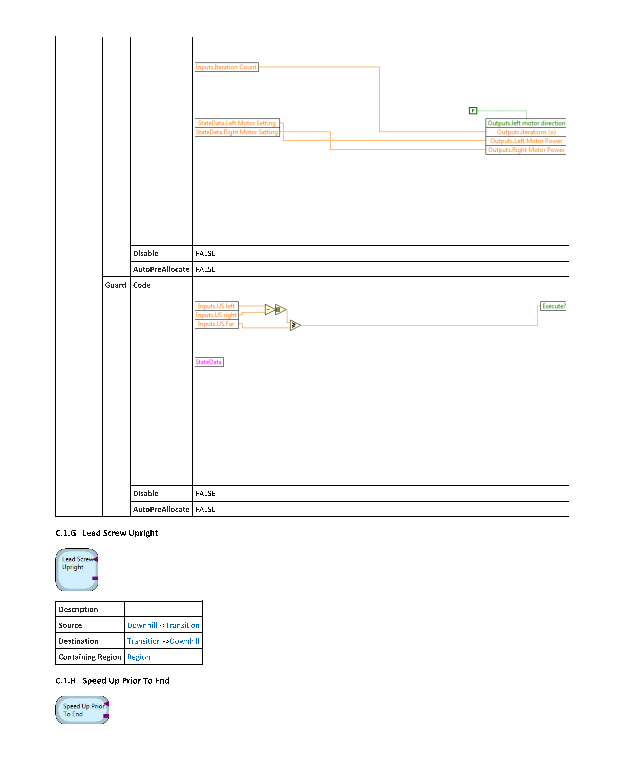 Inputs.Iteration Count
F
StateData.Left Motor Setting
Outputs.left motor direction
StateData.Right Motor Setting
Outputs.iterations (o)
Outputs.Left Motor Power
Outputs.Right Motor Power
Disable FALSE
AutoPreAllocate FALSE
Guard Code
Inputs.US left
Execute?
Inputs.US right
Inputs.US Far
StateData
Disable FALSE
AutoPreAllocate FALSE
C.1.G Lead Screw Upright
Lead Screw
Upright
Description
Source Downhill->Transition
Destination Transition->Downhill
Containing Region Region
C.1.H Speed Up Prior To End
Speed Up Prior
To End